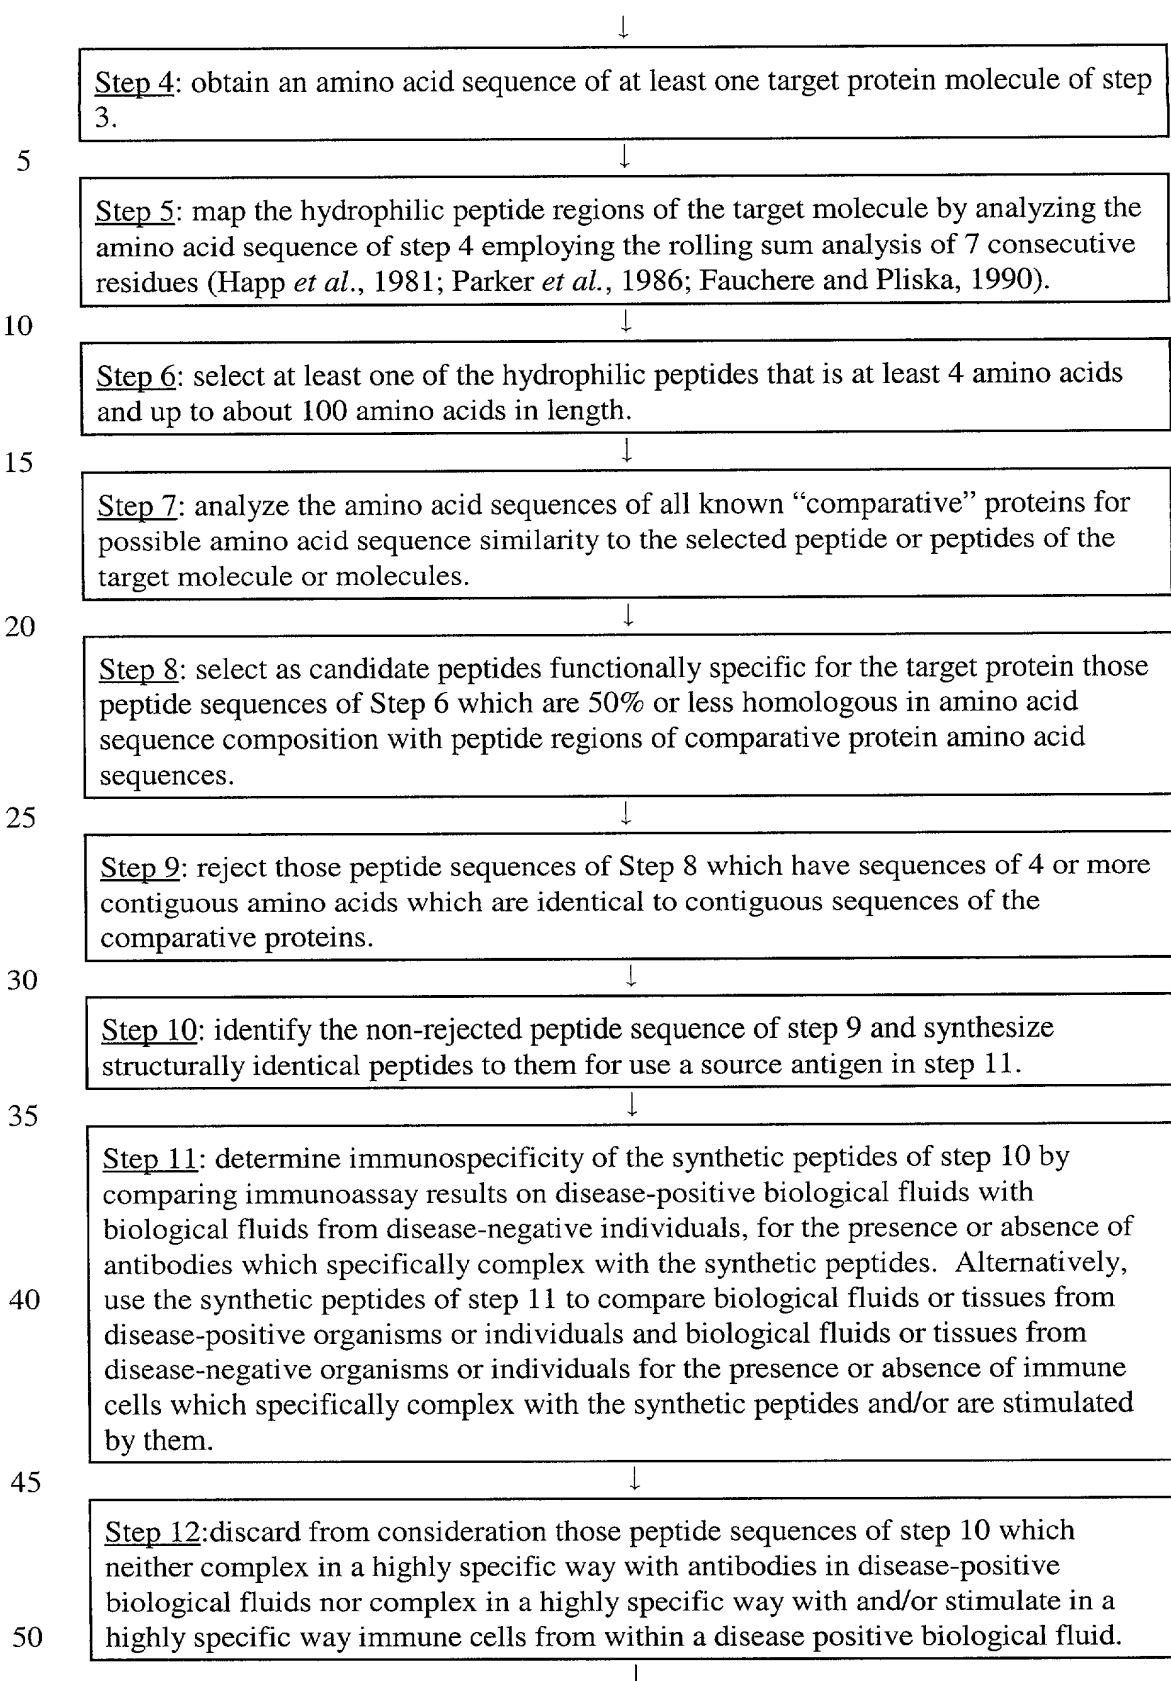 ↓
Step 4: obtain an amino acid sequence of at least one target protein molecule of step
3.
5
↓
Step 5: map the hydrophilic peptide regions of the target molecule by analyzing the
amino acid sequence of step 4 employing the rolling sum analysis of 7 consecutive
residues (Happ et al., 1981; Parker et al., 1986; Fauchere and Pliska, 1990).
10
↓
Step 6: select at least one of the hydrophilic peptides that is at least 4 amino acids
and up to about 100 amino acids in length.
15
↓
Step 7: analyze the amino acid sequences of all known “comparative” proteins for
possible amino acid sequence similarity to the selected peptide or peptides of the
target molecule or molecules.
20
↓
Step 8: select as candidate peptides functionally specific for the target protein those
peptide sequences of Step 6 which are 50% or less homologous in amino acid
sequence composition with peptide regions of comparative protein amino acid
sequences.
25
↓
Step 9: reject those peptide sequences of Step 8 which have sequences of 4 or more
contiguous amino acids which are identical to contiguous sequences of the
comparative proteins.
30
↓
Step 10: identify the non-rejected peptide sequence of step 9 and synthesize
structurally identical peptides to them for use a source antigen in step 11.
35
↓
Step 11: determine immunospecificity of the synthetic peptides of step 10 by
comparing immunoassay results on disease-positive biological fluids with
biological fluids from disease-negative individuals, for the presence or absence of
antibodies which specifically complex with the synthetic peptides.  Alternatively,
40 use the synthetic peptides of step 11 to compare biological fluids or tissues from
disease-positive organisms or individuals and biological fluids or tissues from
disease-negative organisms or individuals for the presence or absence of immune
cells which specifically complex with the synthetic peptides and/or are stimulated
by them.
45
↓
Step 12:discard from consideration those peptide sequences of step 10 which
neither complex in a highly specific way with antibodies in disease-positive
biological fluids nor complex in a highly specific way with and/or stimulate in a
50 highly specific way immune cells from within a disease positive biological fluid.